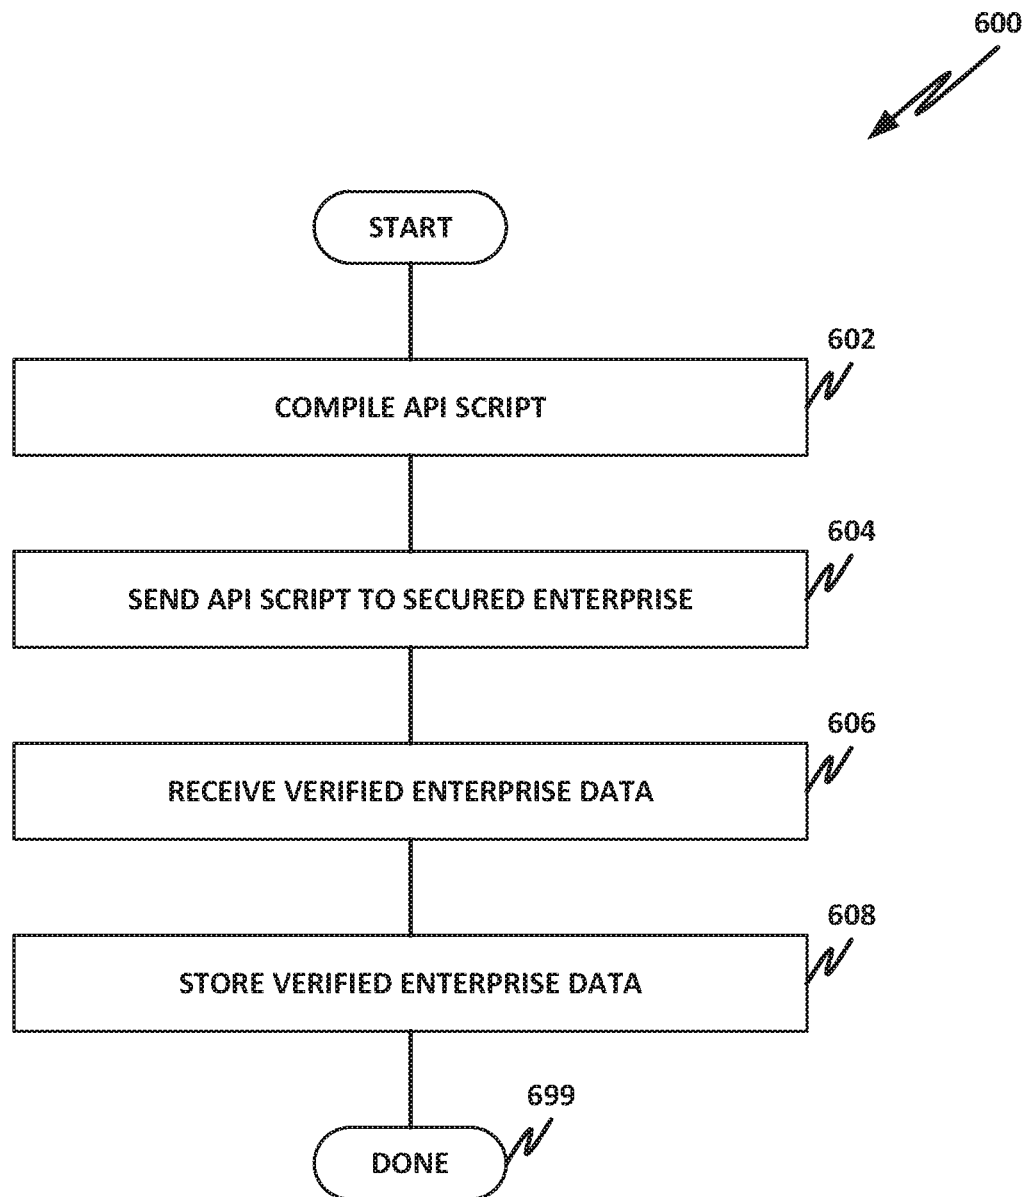 600
START
602
COMPILE API SCRIPT
604
SEND API SCRIPT TO SECURED ENTERPRISE
606
RECEIVE VERIFIED ENTERPRISE DATA
608
STORE VERIFIED ENTERPRISE DATA
699
DONE